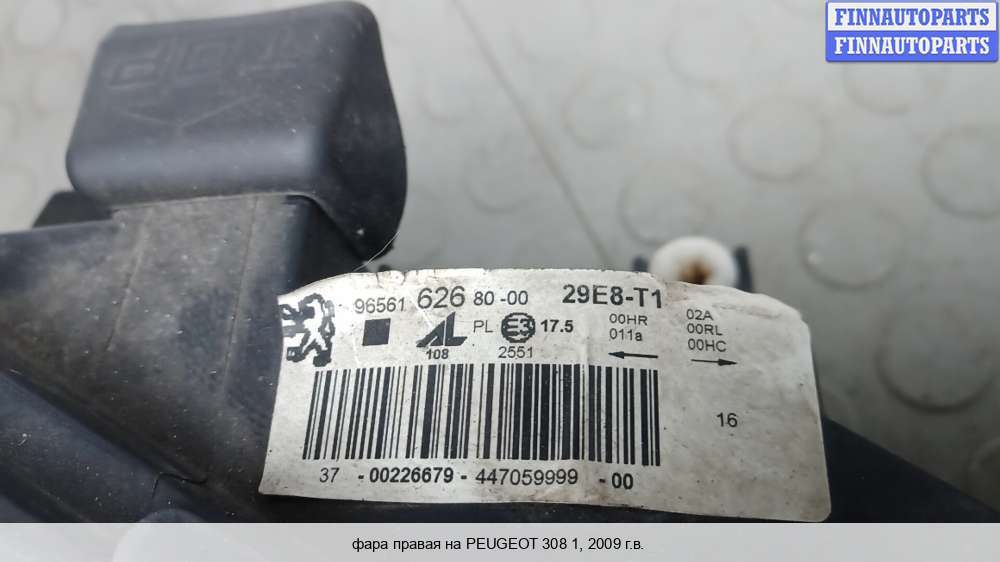 FINNAUTOPARTS
FINNAUTOPARTS
96561 626 80-00 29E8-T1
AL PL E3 17.5 00HR 02A
108 2551 011a 00RL
00HC
16
37 - 00226679 - 447059999 - 00
фара правая на PEUGEOT 308 1, 2009 г.в.